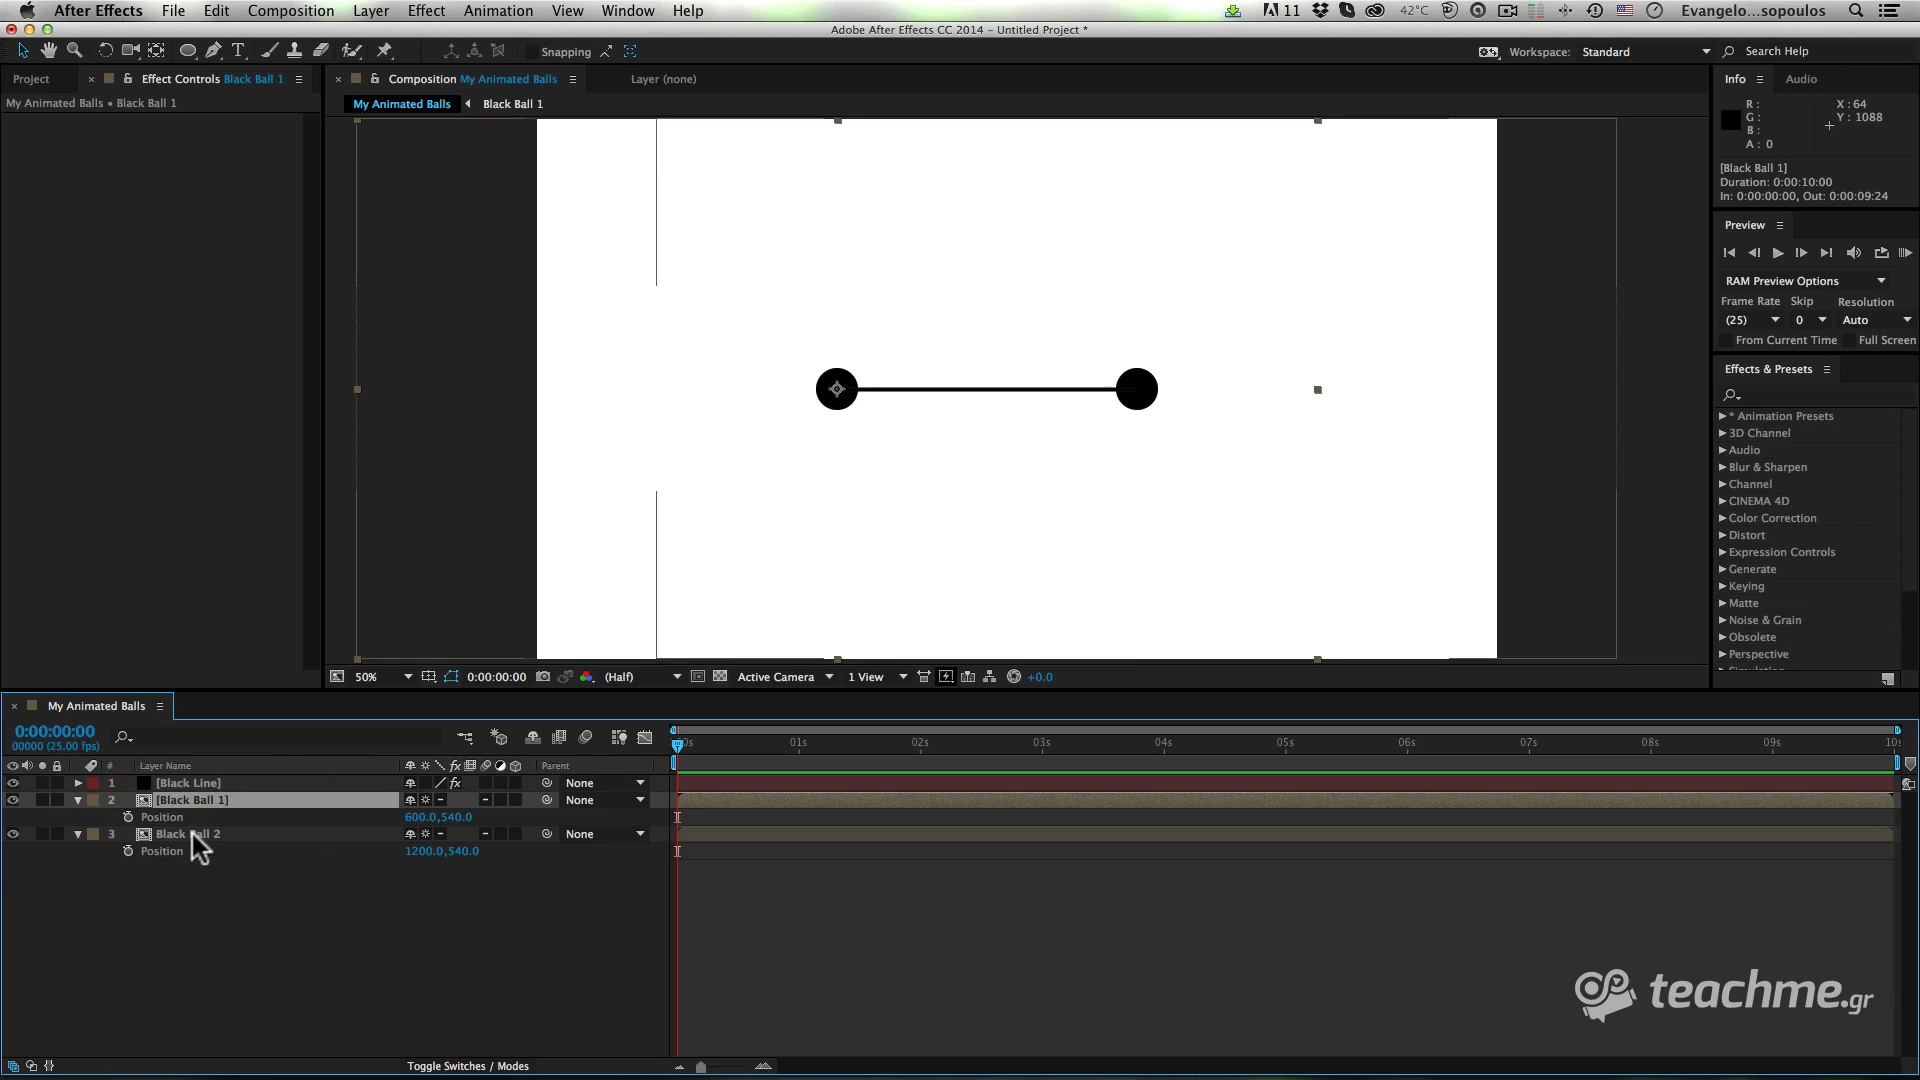 After Effects File Edit Composition Layer Effect Animation View Window Help 11 42°C Evangelo...sopoulos
Adobe After Effects CC 2014 - Untitled Project *
T Snapping Workspace: Standard Search Help
Project × Effect Controls Black Ball 1 × Composition My Animated Balls Layer (none) Info Audio
My Animated Balls • Black Ball 1
My Animated Balls Black Ball 1
R : X : 64
G : Y : 1088
B :
A : 0
[Black Ball 1]
Duration: 0:00:10:00
In: 0:00:00:00, Out: 0:00:09:24
Preview
RAM Preview Options
Frame Rate Skip Resolution
(25) 0 Auto
From Current Time Full Screen
Effects & Presets
* Animation Presets
3D Channel
Audio
Blur & Sharpen
Channel
CINEMA 4D
Color Correction
Distort
Expression Controls
Generate
Keying
Matte
Noise & Grain
Obsolete
Perspective
50% 0:00:00:00 (Half) Active Camera 1 View +0.0
× My Animated Balls
0:00:00:00
00000 (25.00 fps)
01s 02s 03s 04s 05s 06s 07s 08s 09s
# Layer Name fx Parent
1 [Black Line] fx None
2 [Black Ball 1] None
Position 600.0,540.0
3 Black Ball 2 None
Position 1200.0,540.0
teachme.gr
Toggle Switches / Modes